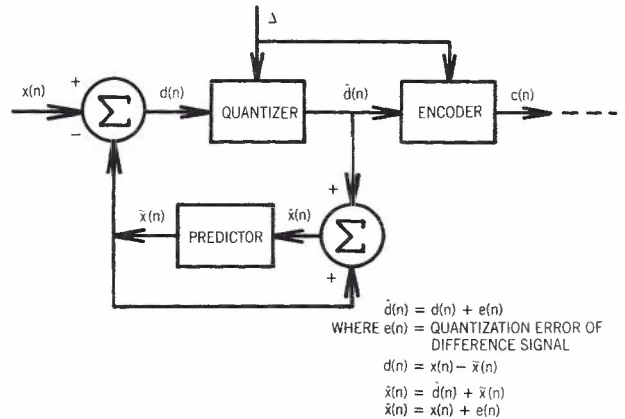 Δ
x(n)
+
Σ
−
d(n)
QUANTIZER
d̂(n)
ENCODER
c(n)
x̃(n)
PREDICTOR
x̂(n)
+
Σ
+
d̂(n) = d(n) + e(n)
WHERE e(n) = QUANTIZATION ERROR OF
DIFFERENCE SIGNAL
d(n) = x(n) − x̃(n)
x̂(n) = d̂(n) + x̃(n)
x̂(n) = x(n) + e(n)